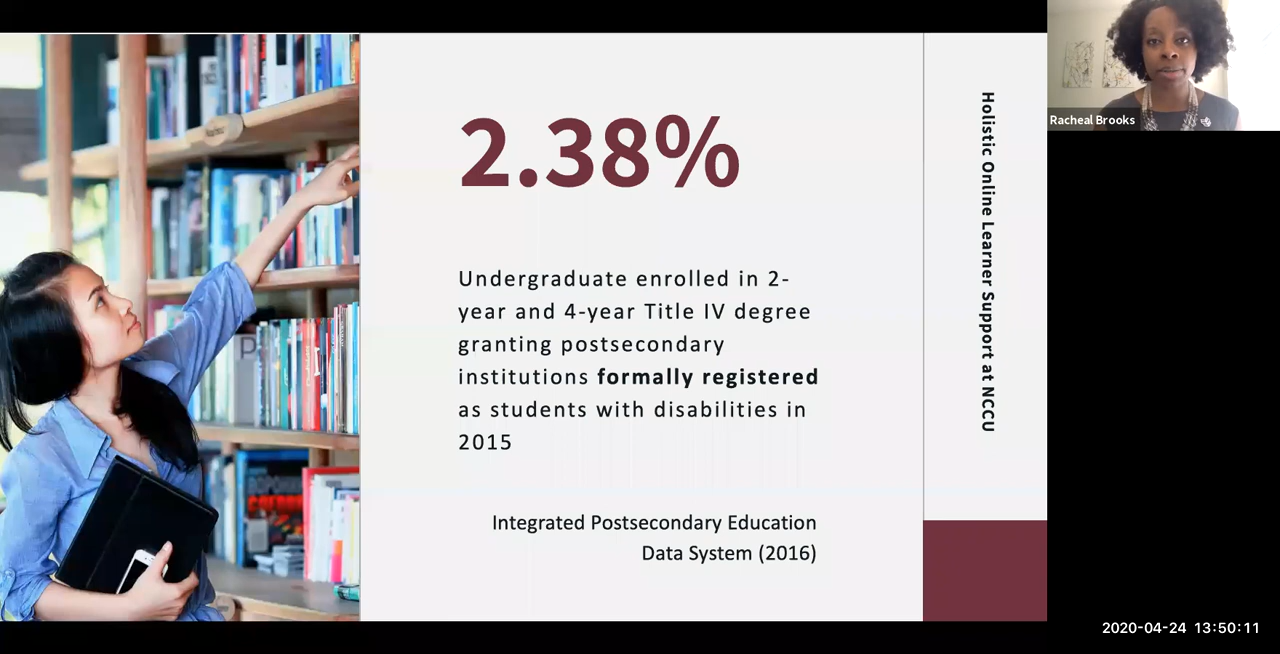 2.38%
Undergraduate enrolled in 2-
year and 4-year Title IV degree
granting postsecondary
institutions formally registered
as students with disabilities in
2015
Integrated Postsecondary Education
Data System (2016)
Holistic Online Learner Support at NCCU
Racheal Brooks
2020-04-24 13:50:11